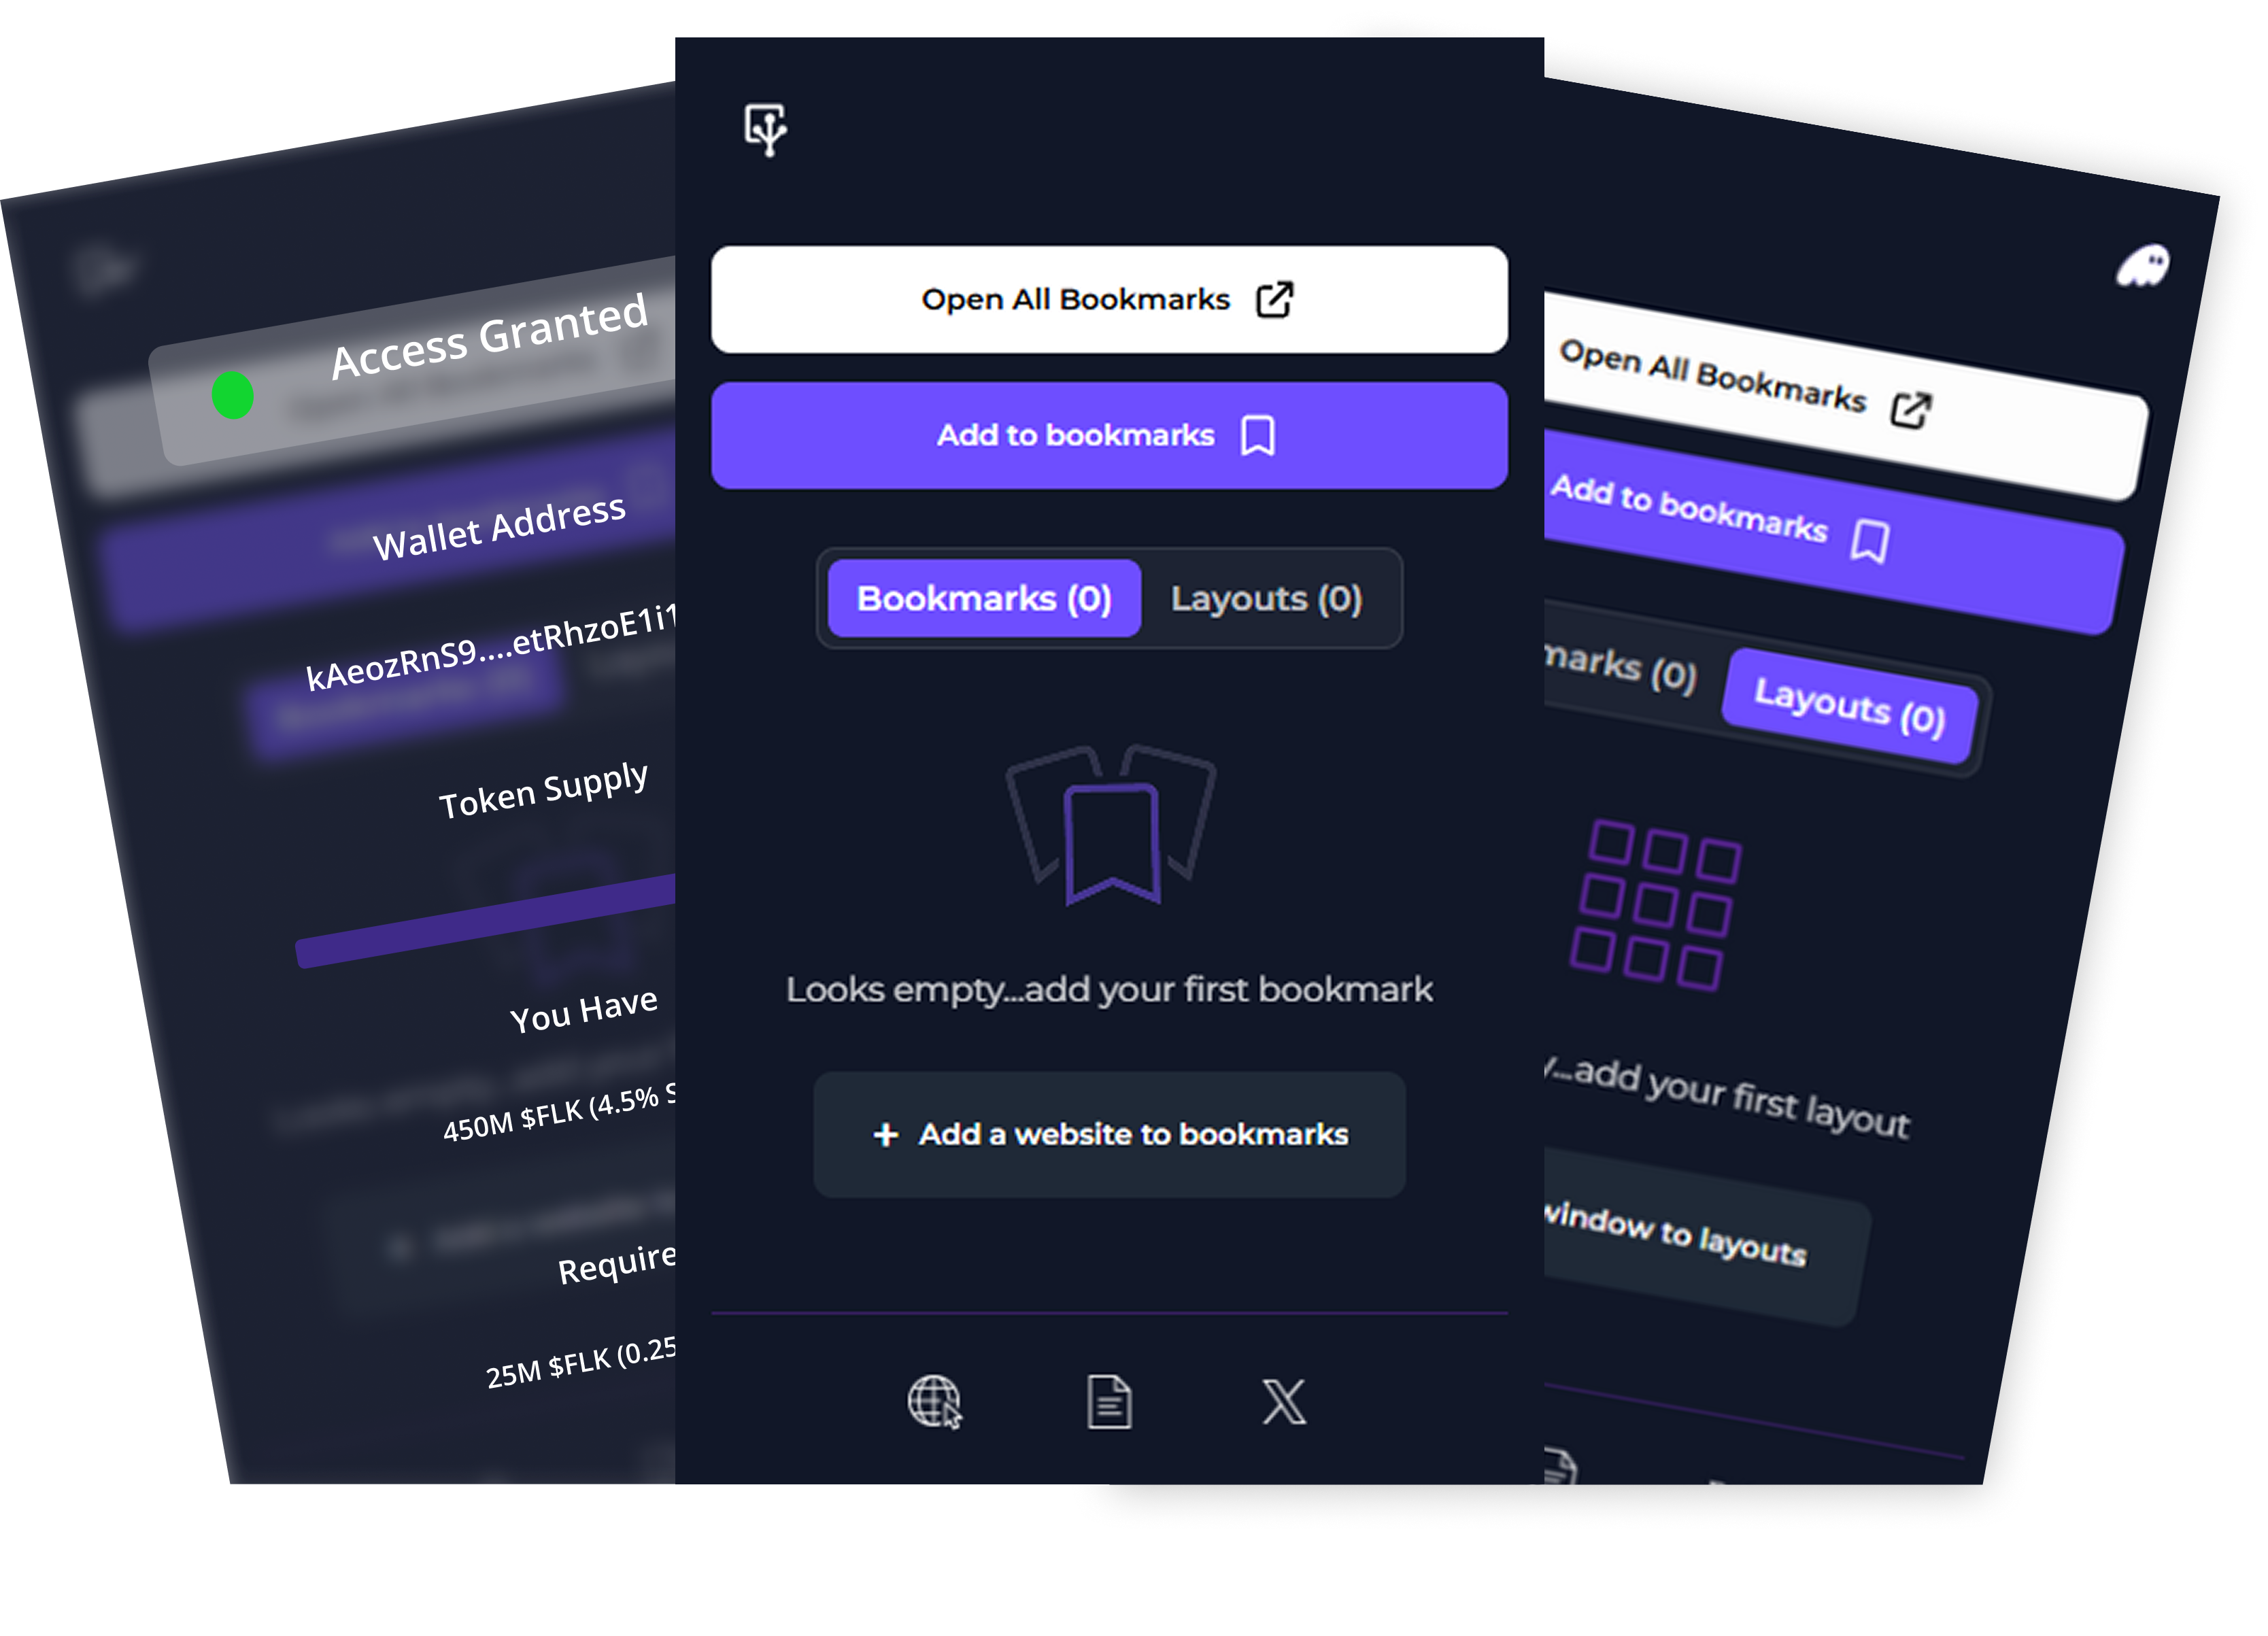 Access Granted
Wallet Address
kAeozRnS9....etRhzoE1i1
Token Supply
You Have
450M $FLK (4.5% S
Require
25M $FLK (0.25
Open All Bookmarks
Add to bookmarks
Bookmarks (0) Layouts (0)
Looks empty...add your first bookmark
+ Add a website to bookmarks
Open All Bookmarks
Add to bookmarks
marks (0) Layouts (0)
y...add your first layout
window to layouts